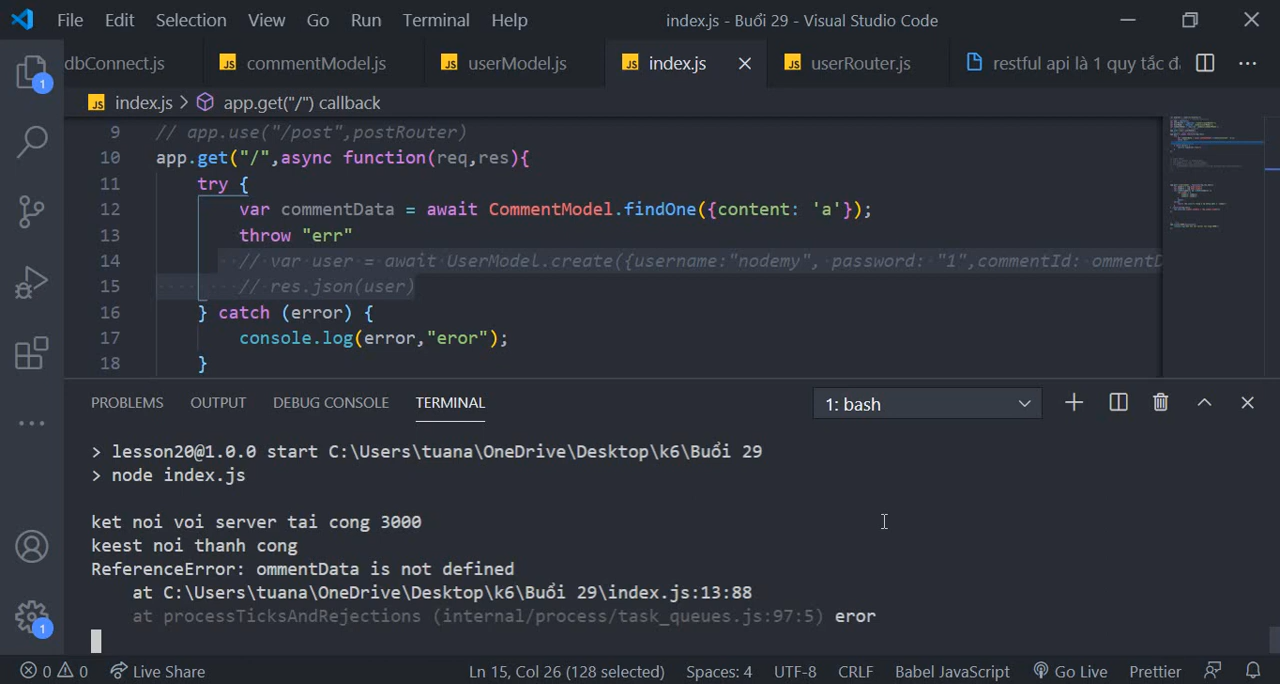 File Edit Selection View Go Run Terminal Help index.js - Buổi 29 - Visual Studio Code
dbConnect.js commentModel.js userModel.js index.js userRouter.js restful api là 1 quy tắc đ
index.js > app.get("/") callback
9 // app.use("/post",postRouter)
10 app.get("/",async function(req,res){
11 try {
12 var commentData = await CommentModel.findOne({content: 'a'});
13 throw "err"
14 // var user = await UserModel.create({username:"nodemy", password: "1",commentId: ommentD
15 // res.json(user)
16 } catch (error) {
17 console.log(error,"eror");
18 }
1
PROBLEMS OUTPUT DEBUG CONSOLE TERMINAL 1: bash
> lesson20@1.0.0 start C:\Users\tuana\OneDrive\Desktop\k6\Buổi 29
> node index.js
ket noi voi server tai cong 3000
keest noi thanh cong
ReferenceError: ommentData is not defined
at C:\Users\tuana\OneDrive\Desktop\k6\Buổi 29\index.js:13:88
at processTicksAndRejections (internal/process/task_queues.js:97:5) eror
1
0 0 Live Share Ln 15, Col 26 (128 selected) Spaces: 4 UTF-8 CRLF Babel JavaScript Go Live Prettier